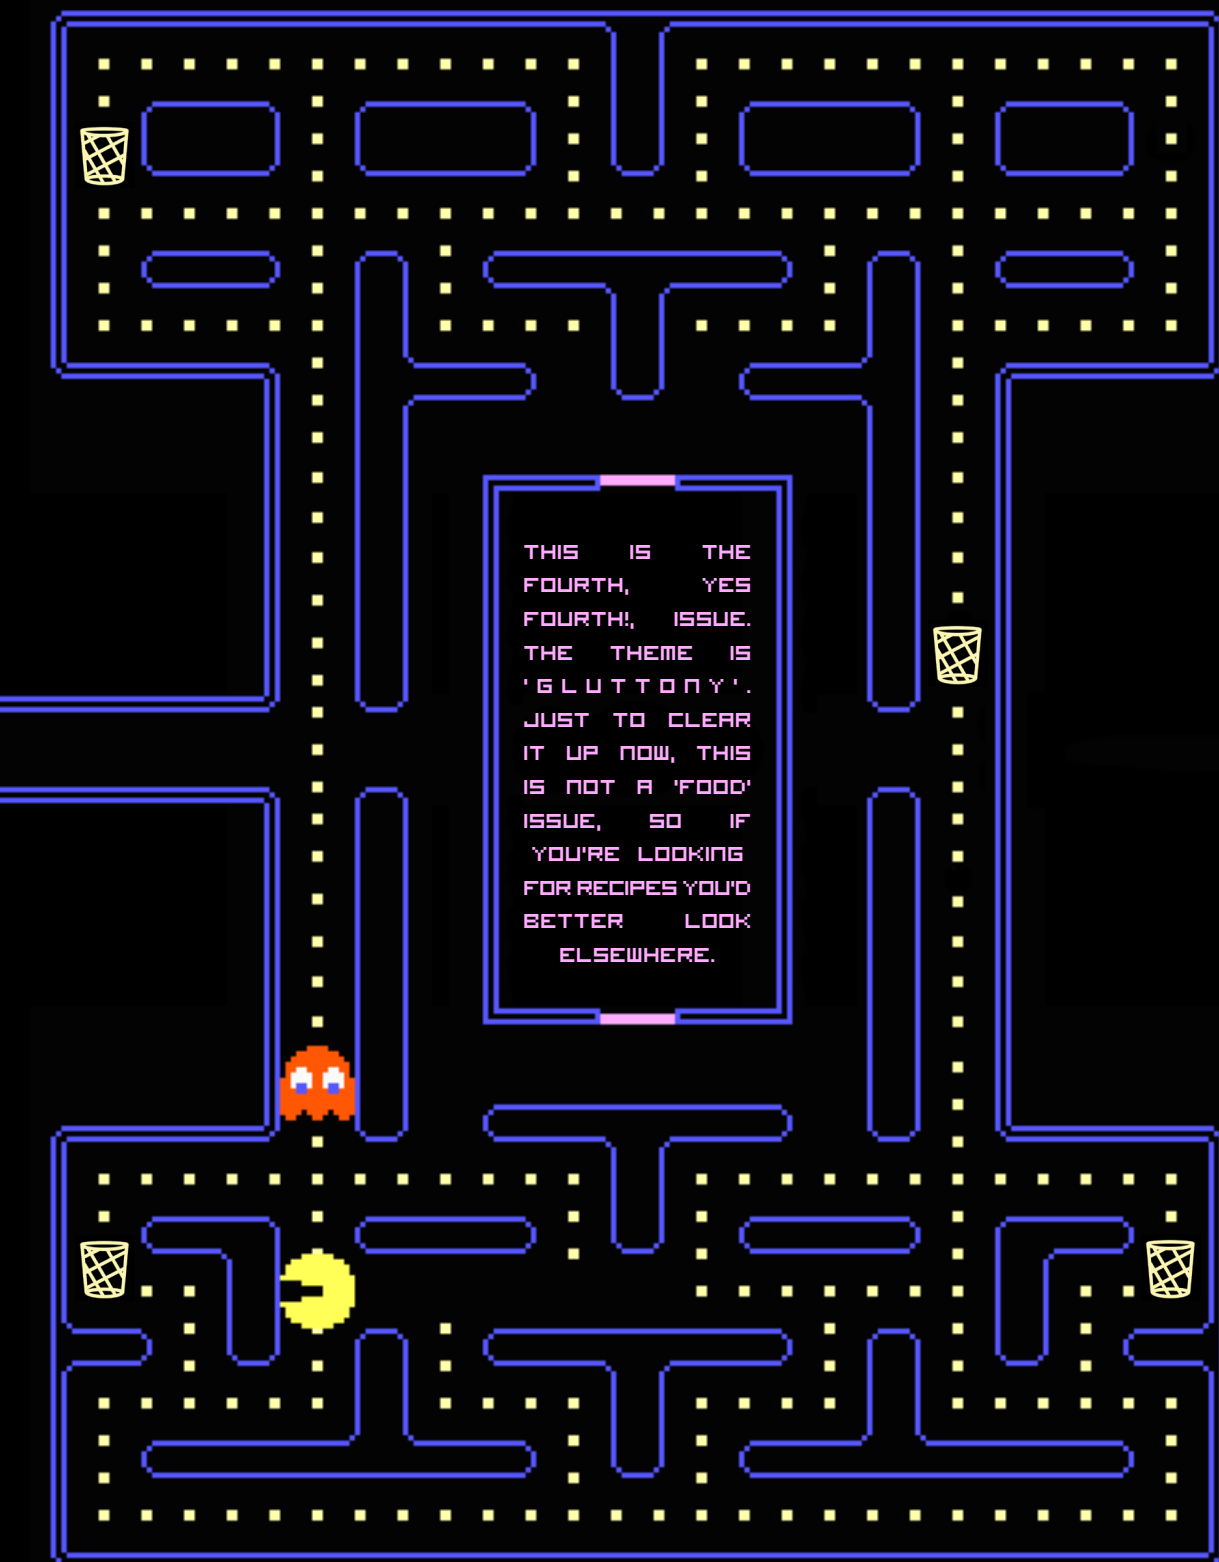 THIS IS THE
FOURTH, YES
FOURTH!, ISSUE.
THE THEME IS
'GLUTTONY'.
JUST TO CLEAR
IT UP NOW, THIS
IS NOT A 'FOOD'
ISSUE, SO IF
YOU'RE LOOKING
FOR RECIPES YOU'D
BETTER LOOK
ELSEWHERE.